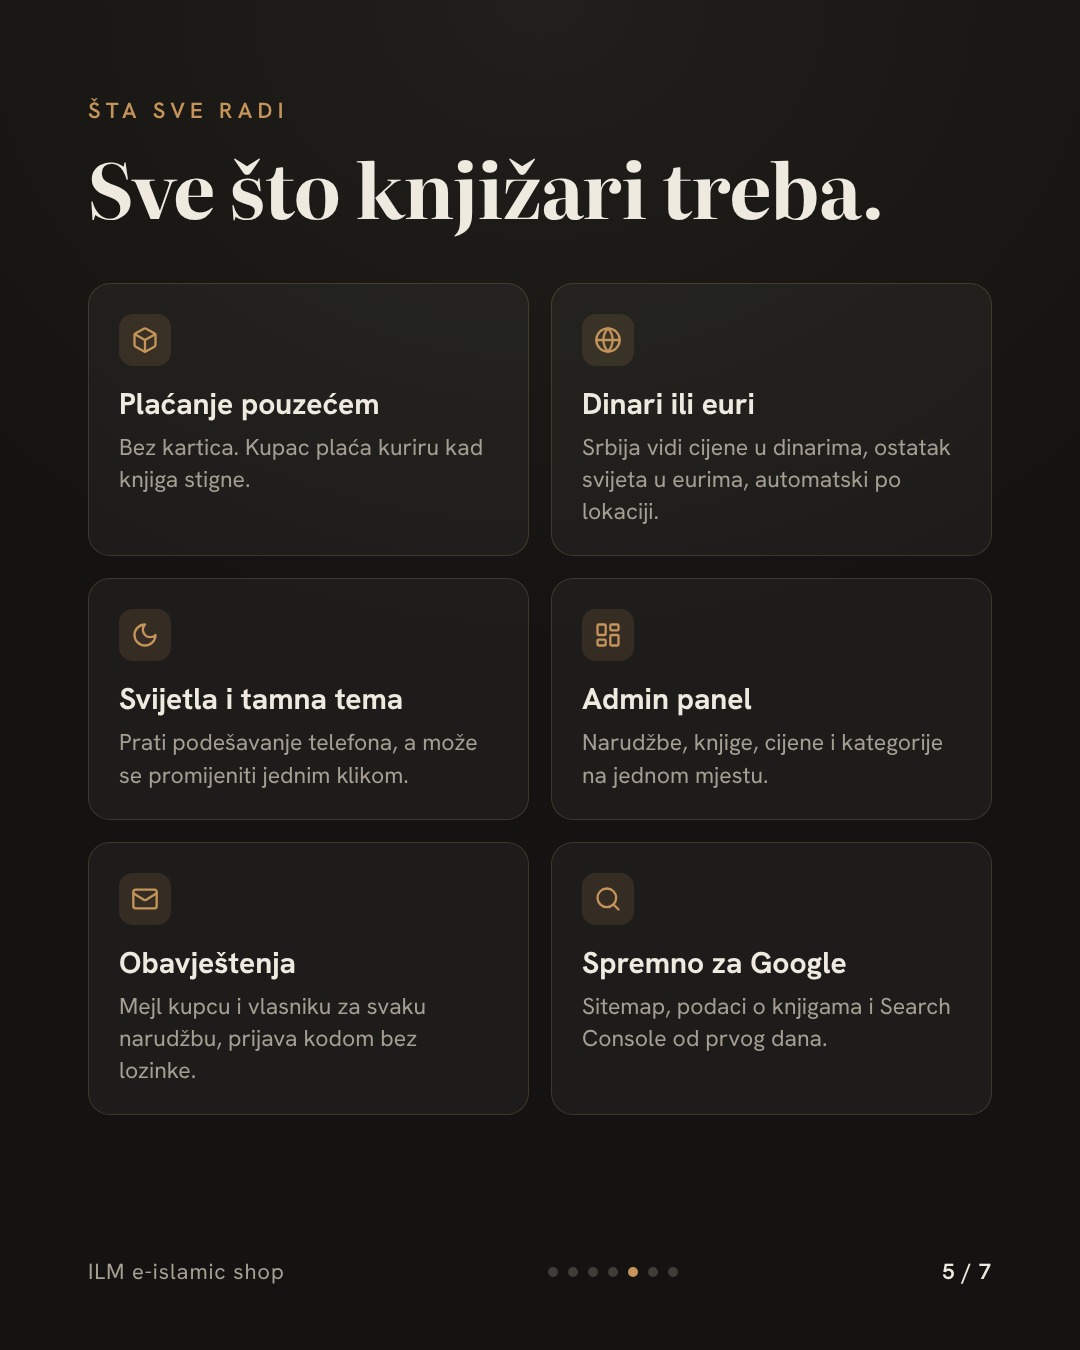 ŠTA SVE RADI
Sve što knjižari treba.
Plaćanje pouzećem
Bez kartica. Kupac plaća kuriru kad
knjiga stigne.
Dinari ili euri
Srbija vidi cijene u dinarima, ostatak
svijeta u eurima, automatski po
lokaciji.
Svijetla i tamna tema
Prati podešavanje telefona, a može
se promijeniti jednim klikom.
Admin panel
Narudžbe, knjige, cijene i kategorije
na jednom mjestu.
Obavještenja
Mejl kupcu i vlasniku za svaku
narudžbu, prijava kodom bez
lozinke.
Spremno za Google
Sitemap, podaci o knjigama i Search
Console od prvog dana.
ILM e-islamic shop
5 / 7